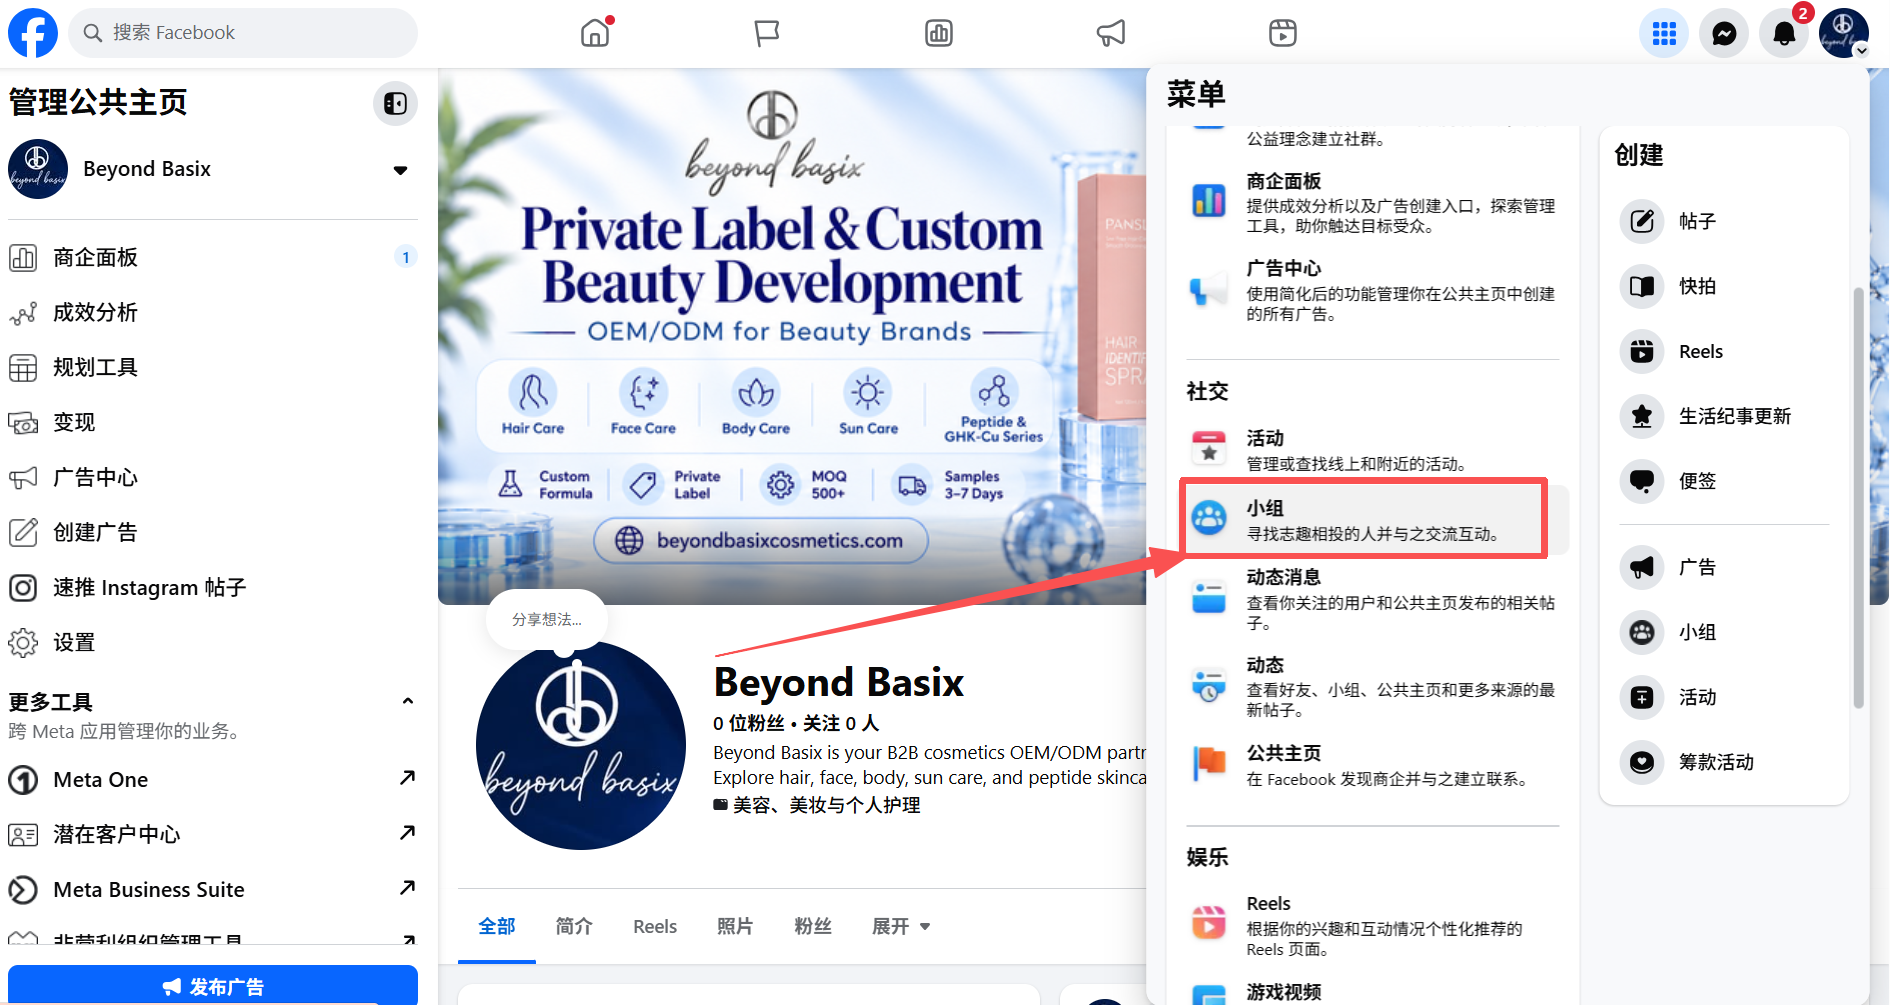 搜索 Facebook
2
管理公共主页
Beyond Basix
商企面板
1
成效分析
规划工具
变现
广告中心
创建广告
速推 Instagram 帖子
设置
更多工具
跨 Meta 应用管理你的业务。
Meta One
潜在客户中心
Meta Business Suite
非营利组织管理工具
发布广告
beyond basix
Private Label & Custom
Beauty Development
OEM/ODM for Beauty Brands
Hair Care
Face Care
Body Care
Sun Care
Peptide &
GHK-Cu Series
Custom
Formula
Private
Label
MOQ
500+
Samples
3–7 Days
beyondbasixcosmetics.com
HAIR
分享想法...
beyond basix
Beyond Basix
0 位粉丝 • 关注 0 人
Beyond Basix is your B2B cosmetics OEM/ODM partn
Explore hair, face, body, sun care, and peptide skinca
美容、美妆与个人护理
全部
简介
Reels
照片
粉丝
展开
菜单
公益理念建立社群。
商企面板
提供成效分析以及广告创建入口，探索管理
工具，助你触达目标受众。
广告中心
使用简化后的功能管理你在公共主页中创建
的所有广告。
社交
活动
管理或查找线上和附近的活动。
小组
寻找志趣相投的人并与之交流互动。
动态消息
查看你关注的用户和公共主页发布的相关帖
子。
动态
查看好友、小组、公共主页和更多来源的最
新帖子。
公共主页
在 Facebook 发现商企并与之建立联系。
娱乐
Reels
根据你的兴趣和互动情况个性化推荐的
Reels 页面。
游戏视频
创建
帖子
快拍
Reels
生活纪事更新
便签
广告
小组
活动
筹款活动